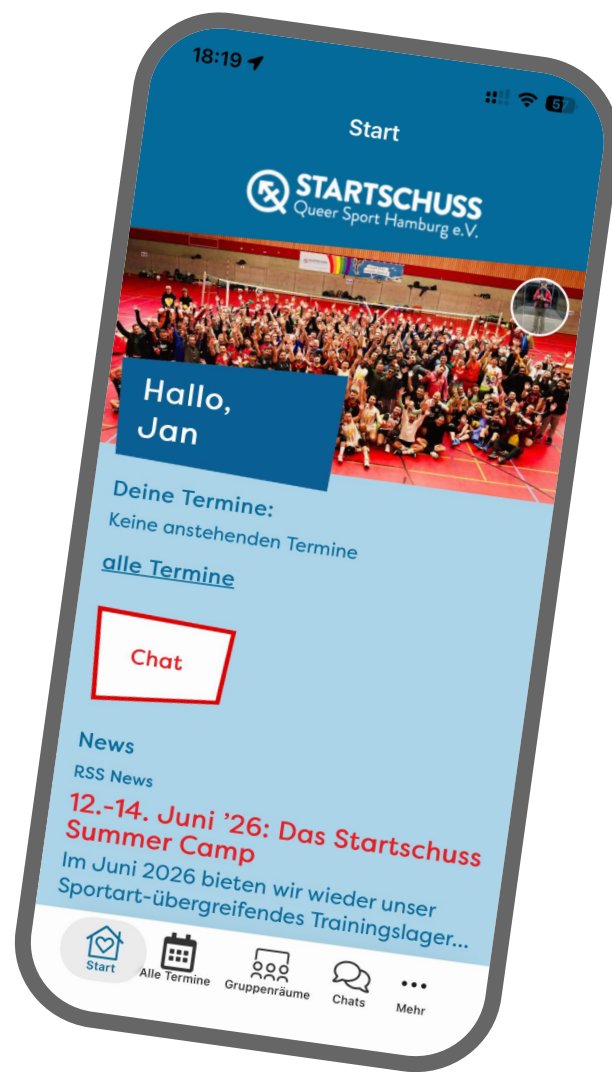 18:19
57
Start
STARTSCHUSS
Queer Sport Hamburg e.V.
Hallo,
Jan
Deine Termine:
Keine anstehenden Termine
alle Termine
Chat
News
RSS News
12.-14. Juni ’26: Das Startschuss
Summer Camp
Im Juni 2026 bieten wir wieder unser
Sportart-übergreifendes Trainingslager...
Start
Alle Termine
Gruppenräume
Chats
Mehr